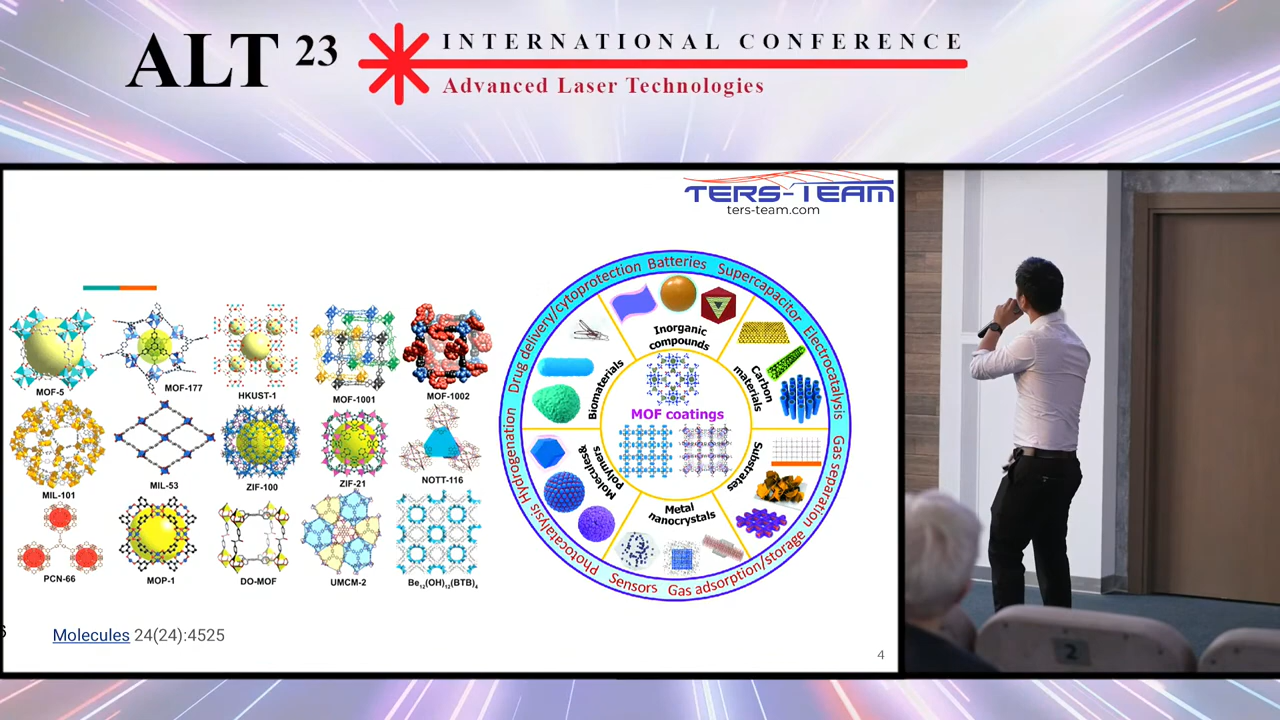 ALT 23
INTERNATIONAL CONFERENCE
Advanced Laser Technologies
TERS-TEAM
ters-team.com
MOF-5
MOF-177
HKUST-1
MOF-1001
MOF-1002
MIL-101
MIL-53
ZIF-100
ZIF-21
NOTT-116
PCN-66
MOP-1
DO-MOF
UMCM-2
Be₁₂(OH)₁₂(BTB)₄
Drug delivery/cytoprotection
Batteries
Supercapacitor
Electrocatalysis
Gas separation
Gas adsorption/storage
Sensors
Photocatalysis
Hydrogenation
Inorganic
compounds
Carbon
materials
Substrates
Metal
nanocrystals
Molecules&
Polymers
Biomaterials
MOF coatings
Molecules 24(24):4525
4
2